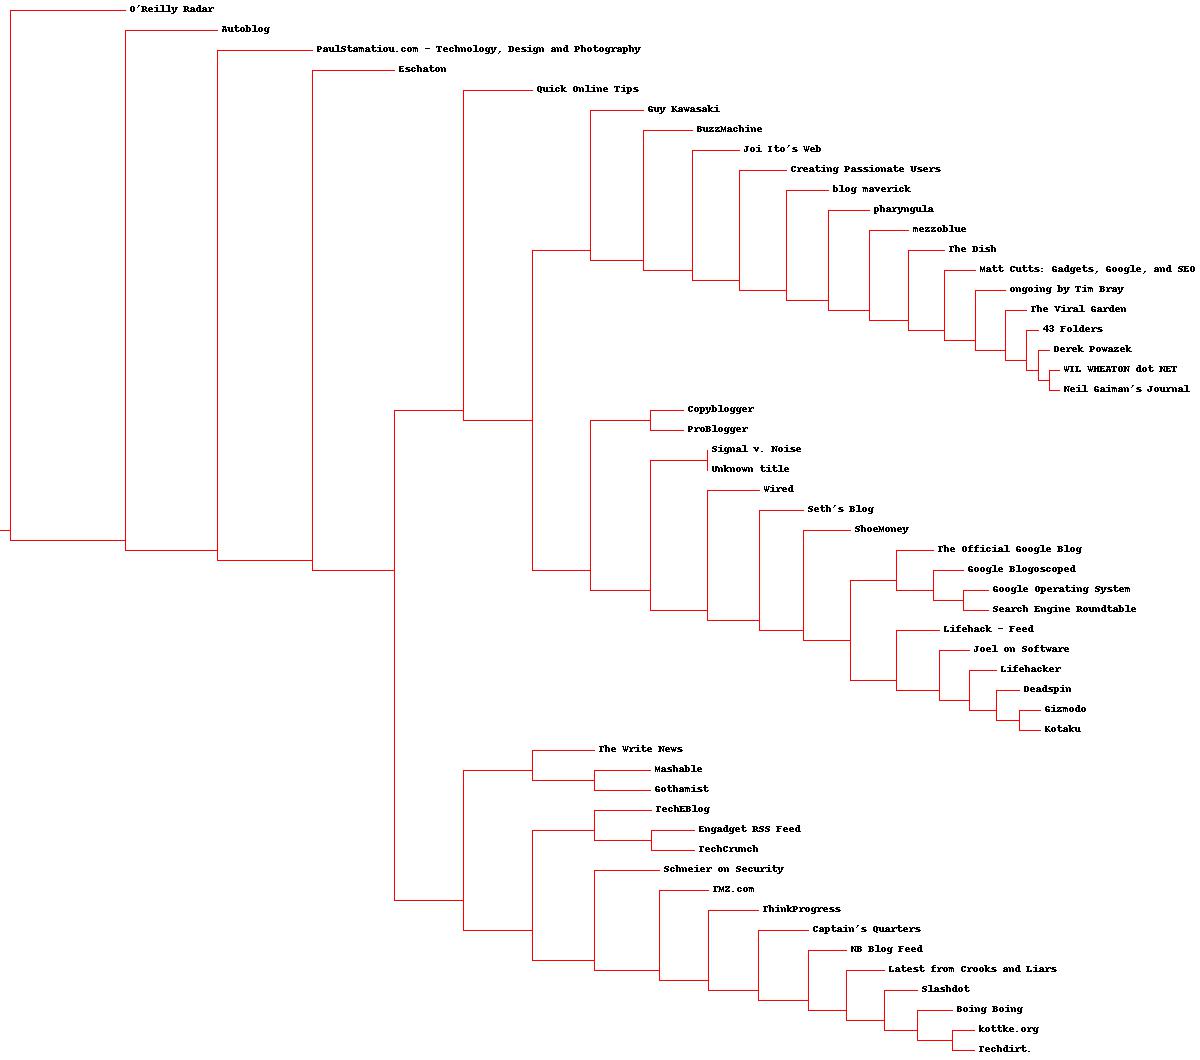 O'Reilly Radar
Autoblog
PaulStamatiou.com - Technology, Design and Photography
Eschaton
Quick Online Tips
Guy Kawasaki
BuzzMachine
Joi Ito's Web
Creating Passionate Users
blog maverick
pharyngula
mezzoblue
The Dish
Matt Cutts: Gadgets, Google, and SEO
ongoing by Tim Bray
The Viral Garden
43 Folders
Derek Powazek
WIL WHEATON dot NET
Neil Gaiman's Journal
Copyblogger
ProBlogger
Signal v. Noise
Unknown title
Wired
Seth's Blog
ShoeMoney
The Official Google Blog
Google Blogoscoped
Google Operating System
Search Engine Roundtable
Lifehack - Feed
Joel on Software
Lifehacker
Deadspin
Gizmodo
Kotaku
The Write News
Mashable
Gothamist
TechEBlog
Engadget RSS Feed
TechCrunch
Schneier on Security
TMZ.com
ThinkProgress
Captain's Quarters
NB Blog Feed
Latest from Crooks and Liars
Slashdot
Boing Boing
kottke.org
Techdirt.